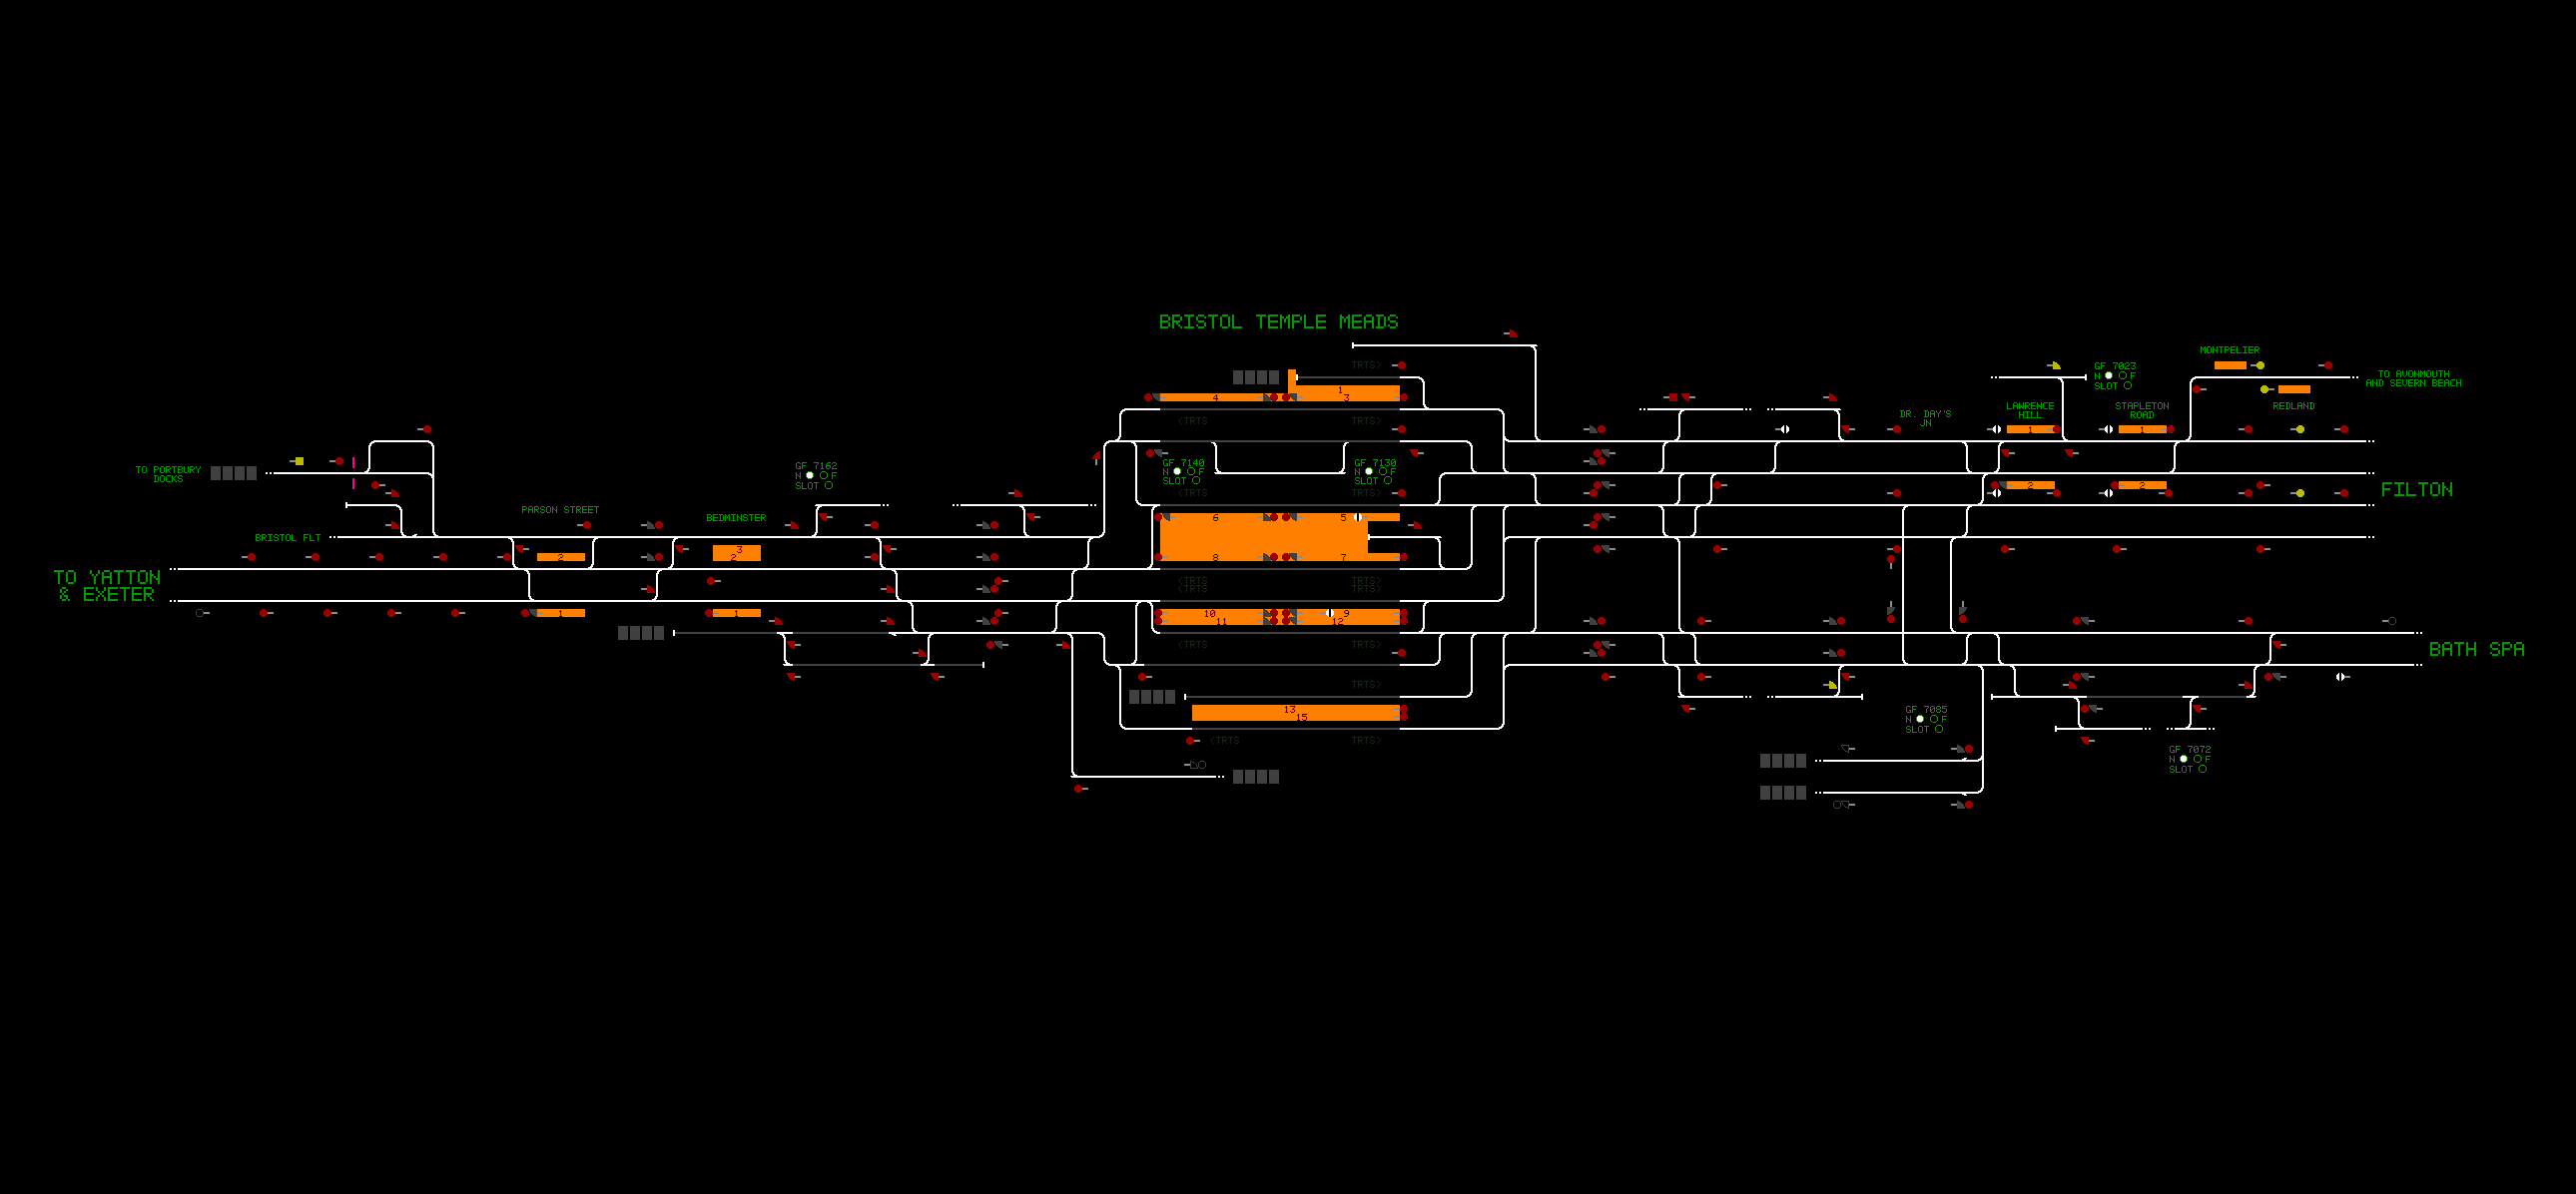 BRISTOL TEMPLE MEADS
TRTS>
1
4
3
<TRTS
TRTS>
GF 7140
N F
SLOT
GF 7130
N F
SLOT
<TRTS
TRTS>
6
5
8
7
<TRTS
TRTS>
<TRTS
TRTS>
10
9
11
12
<TRTS
TRTS>
TRTS>
13
15
<TRTS
TRTS>
TO PORTBURY
DOCKS
GF 7162
N F
SLOT
PARSON STREET
BEDMINSTER
BRISTOL FLT
2
3
2
TO YATTON
& EXETER
1
1
MONTPELIER
GF 7023
N F
SLOT
TO AVONMOUTH
AND SEVERN BEACH
DR. DAY'S
JN
LAWRENCE
HILL
STAPLETON
ROAD
REDLAND
1
1
2
2
FILTON
BATH SPA
GF 7085
N F
SLOT
GF 7072
N F
SLOT